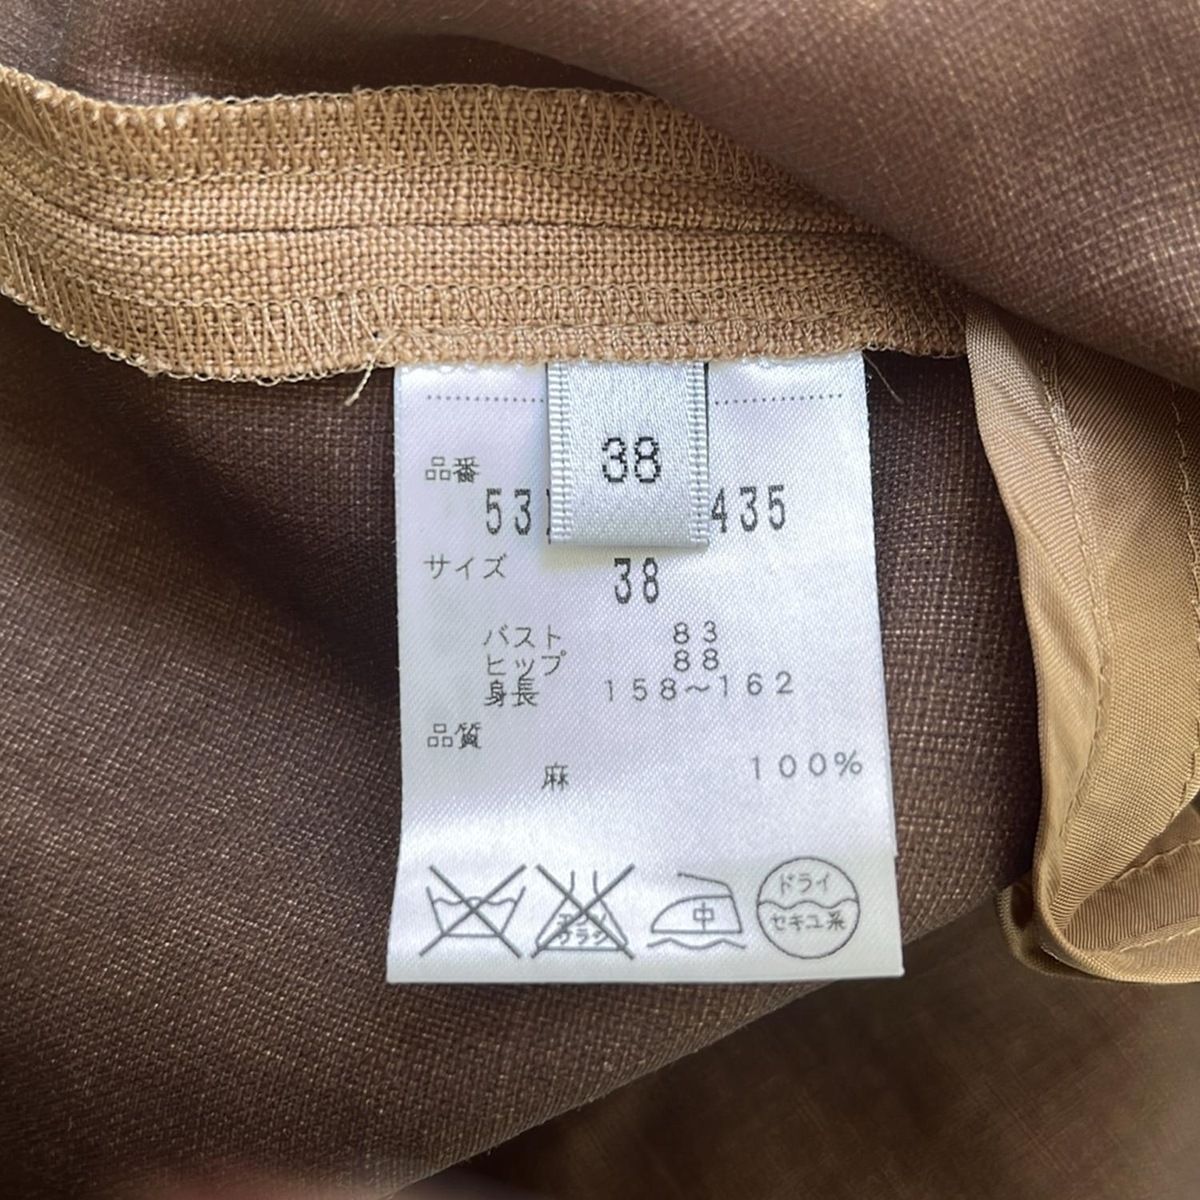 38
品番
53 435
サイズ
38
バスト 83
ヒップ 88
身長 158〜162
品質
麻 100%
中
ドライ
セキユ系